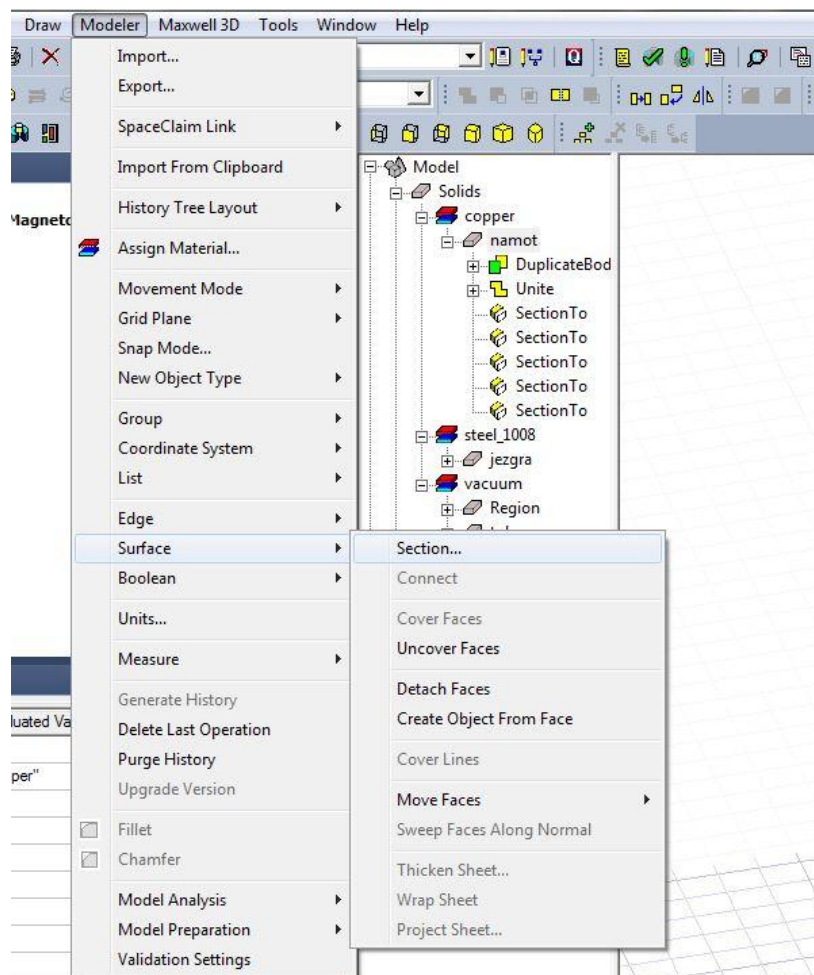 Draw Modeler Maxwell 3D Tools Window Help
Import...
Export...
SpaceClaim Link
Import From Clipboard
History Tree Layout
Assign Material...
Movement Mode
Grid Plane
Snap Mode...
New Object Type
Group
Coordinate System
List
Edge
Surface
Boolean
Units...
Measure
Generate History
Delete Last Operation
Purge History
Upgrade Version
Fillet
Chamfer
Model Analysis
Model Preparation
Validation Settings
Magneto
luated Va
per"
Model
Solids
copper
namot
DuplicateBod
Unite
SectionTo
SectionTo
SectionTo
SectionTo
SectionTo
steel_1008
jezgra
vacuum
Region
Section...
Connect
Cover Faces
Uncover Faces
Detach Faces
Create Object From Face
Cover Lines
Move Faces
Sweep Faces Along Normal
Thicken Sheet...
Wrap Sheet
Project Sheet...